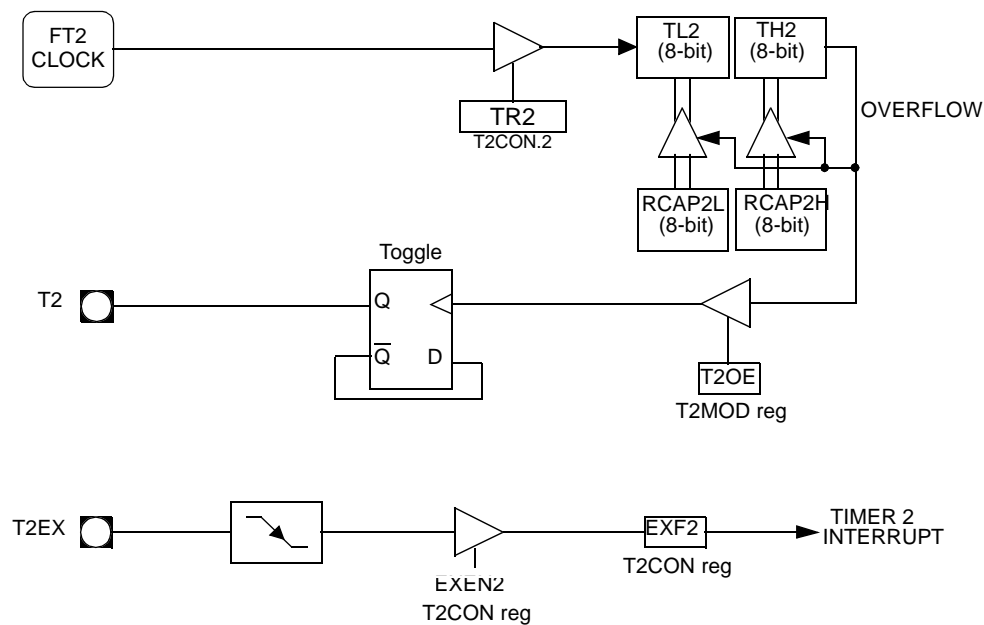 FT2
CLOCK
TL2
(8-bit)
TH2
(8-bit)
OVERFLOW
TR2
T2CON.2
RCAP2L
(8-bit)
RCAP2H
(8-bit)
Toggle
T2
Q
Q
D
T2OE
T2MOD reg
T2EX
EXF2
TIMER 2
INTERRUPT
T2CON reg
EXEN2
T2CON reg